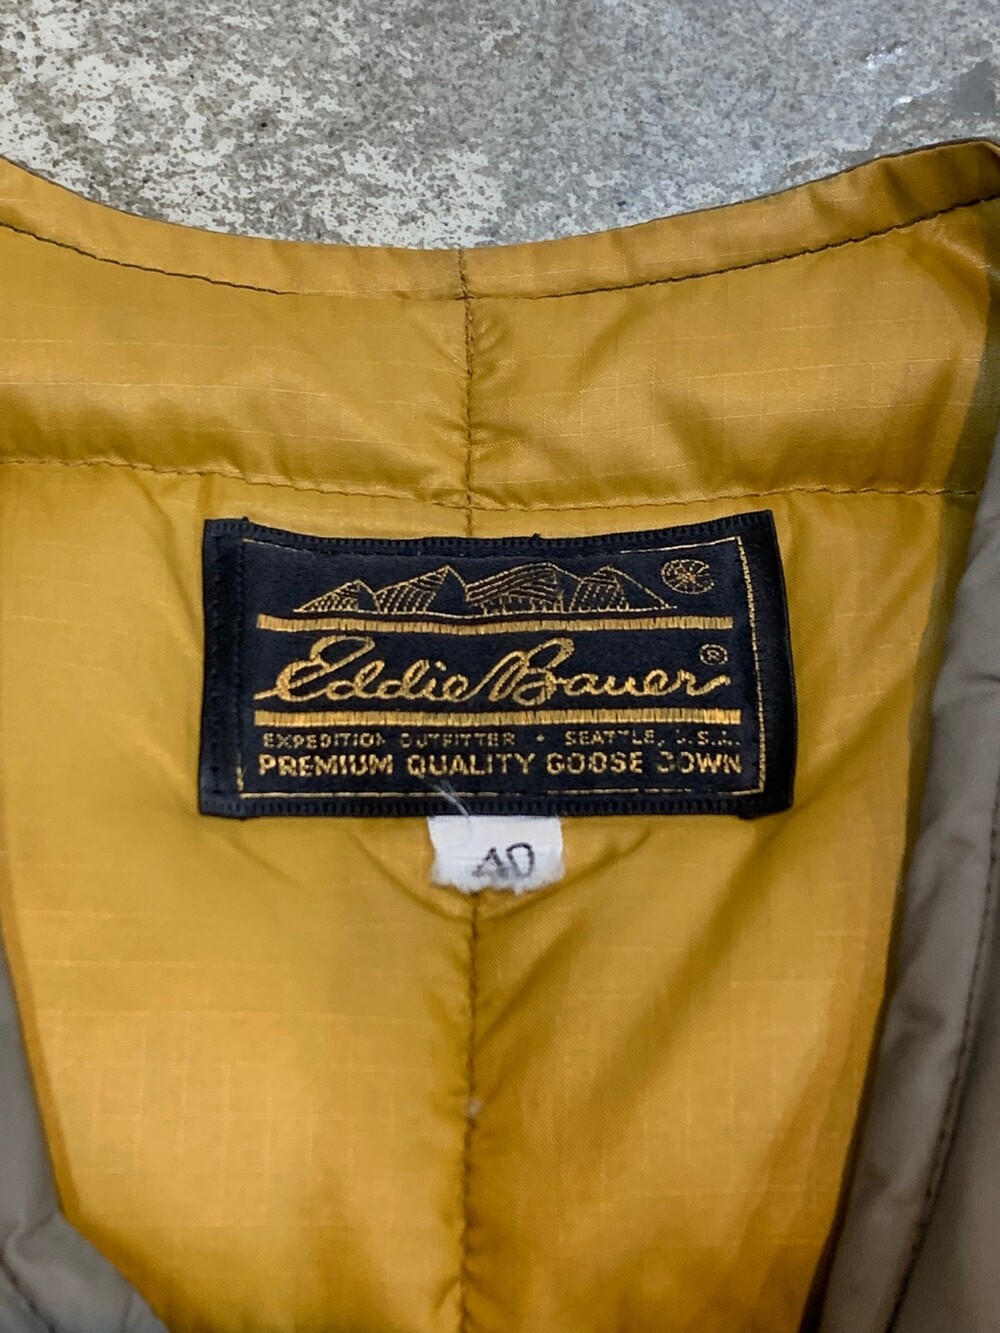 Eddie Bauer®
EXPEDITION OUTFITTER • SEATTLE, U.S.A.
PREMIUM QUALITY GOOSE DOWN
40